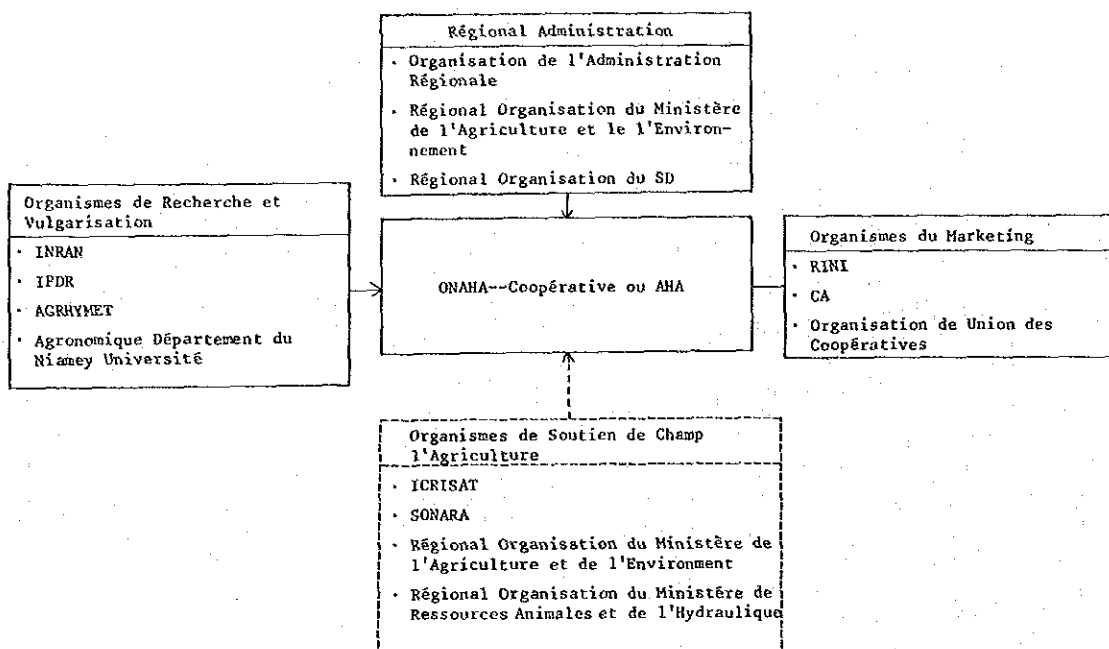 Régional Administration
· Organisation de l'Administration
Régionale
· Régional Organisation du Ministère
de l'Agriculture et le l'Environ-
nement
· Régional Organisation du SD
Organismes de Recherche et
Vulgarisation
· INRAN
· IPDR
· AGRHYMET
· Agronomique Département du
Niamey Université
ONAHA--Coopérative ou AHA
Organismes du Marketing
· RINI
· CA
· Organisation de Union des
Coopératives
Organismes de Soutien de Champ
l'Agriculture
· ICRISAT
· SONARA
· Régional Organisation du Ministère de
l'Agriculture et de l'Environment
· Régional Organisation du Ministére de
Ressources Animales et de l'Hydraulique